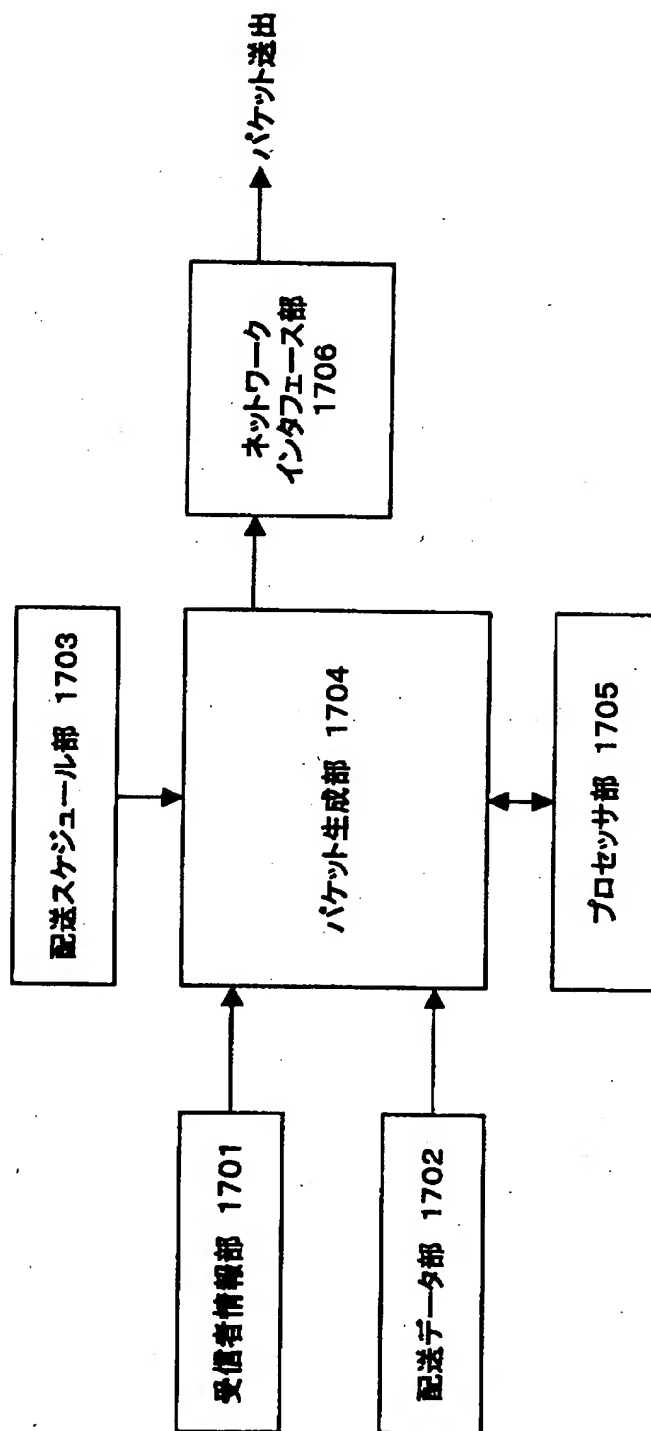 配送スケジュール部 1703
受信者情報部 1701
配送データ部 1702
パケット生成部 1704
プロセッサ部 1705
ネットワーク
インタフェース部
1706
パケット送出